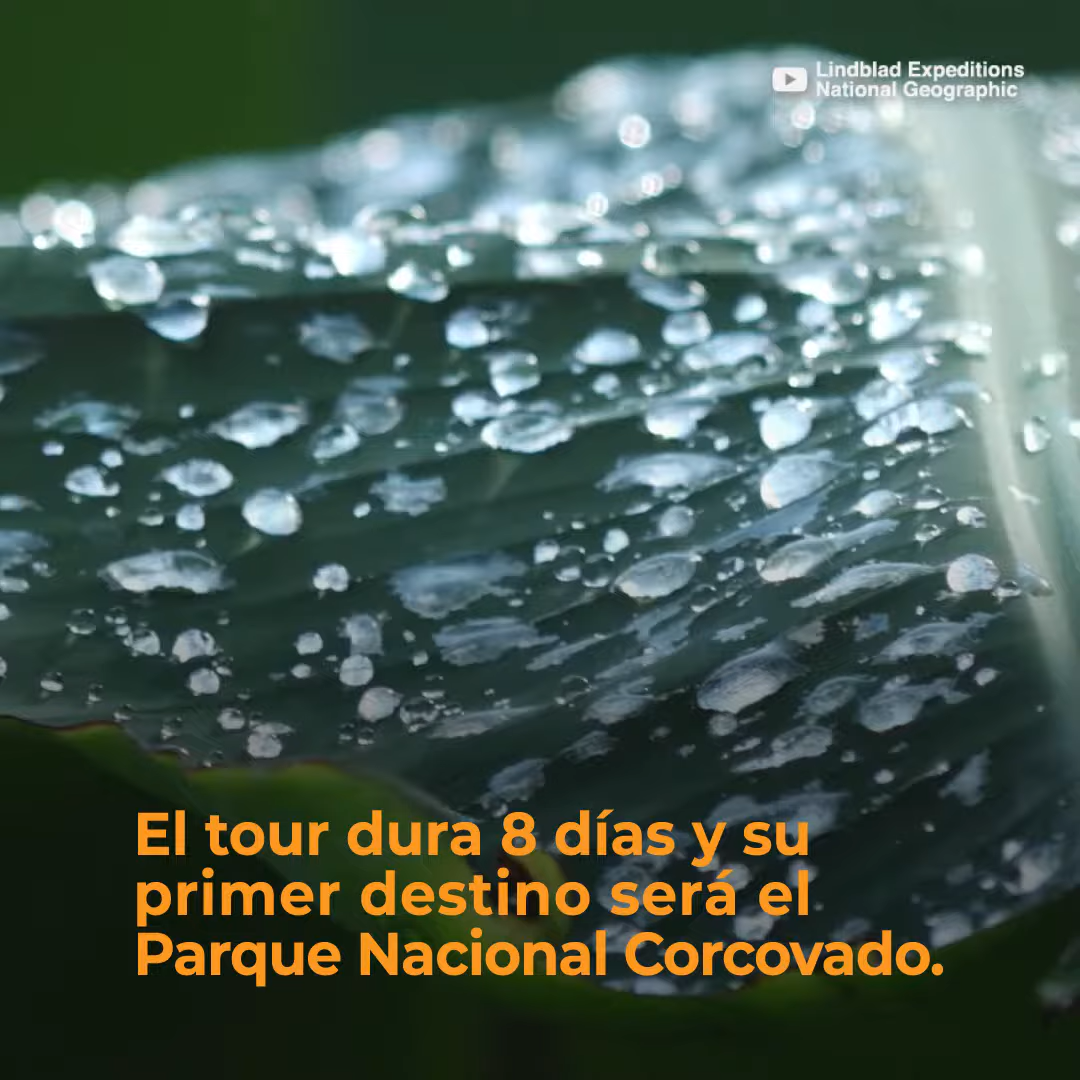 Lindblad Expeditions
National Geographic
El tour dura 8 días y su
primer destino será el
Parque Nacional Corcovado.